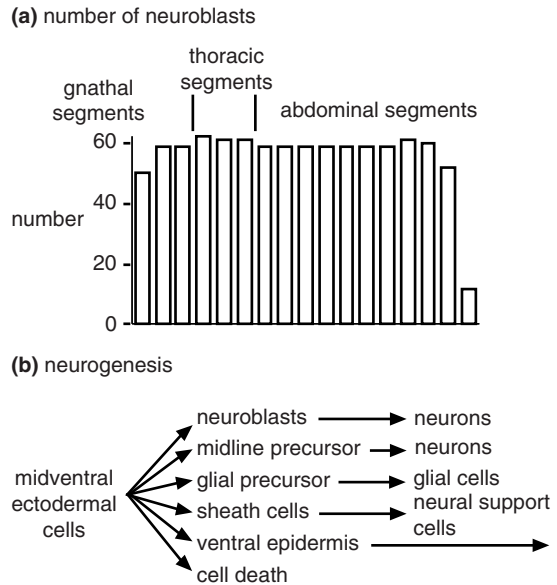 (a) number of neuroblasts
thoracic
segments
gnathal
segments
abdominal segments
60
40
number
20
0
(b) neurogenesis
neuroblasts
neurons
midline precursor
neurons
midventral
ectodermal
cells
glial precursor
glial cells
sheath cells
neural support
cells
ventral epidermis
cell death